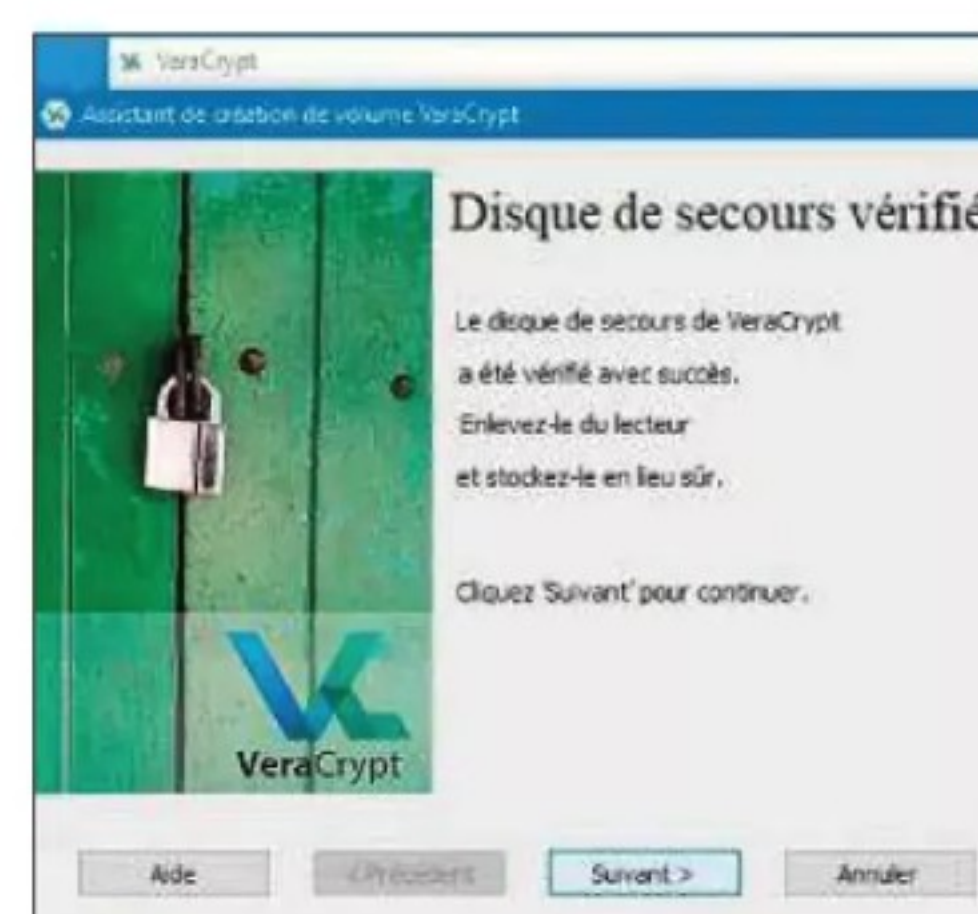 VeraCrypt
Assistant de création de volume VeraCrypt
Disque de secours vérifié
Le disque de secours de VeraCrypt
a été vérifié avec succès.
Enlevez-le du lecteur
et stockez-le en lieu sûr.
Cliquez 'Suivant' pour continuer.
VeraCrypt
Aide
< Précédent
Suivant >
Annuler